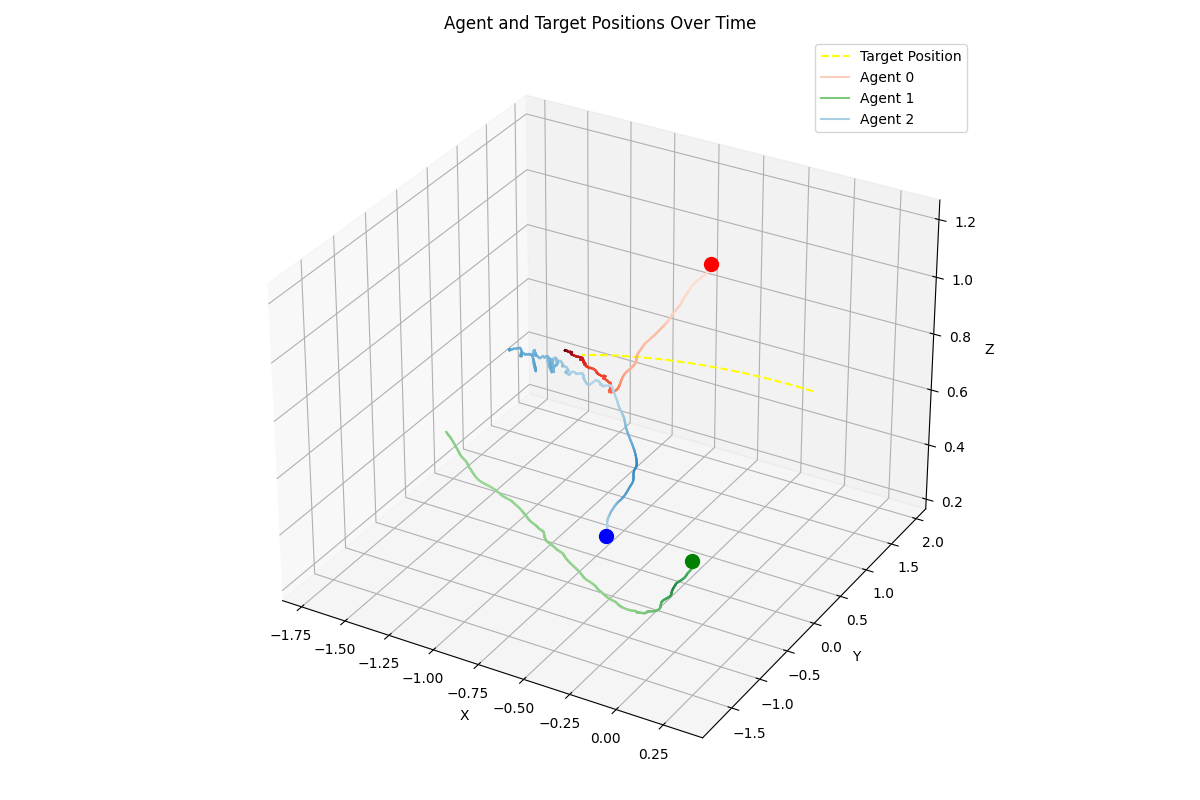 Agent and Target Positions Over Time
Target Position
Agent 0
Agent 1
Agent 2
Z
1.2
1.0
0.8
0.6
0.4
0.2
2.0
1.5
1.0
0.5
0.0
−0.5
−1.0
−1.5
Y
−1.75
−1.50
−1.25
−1.00
−0.75
−0.50
−0.25
0.00
0.25
X